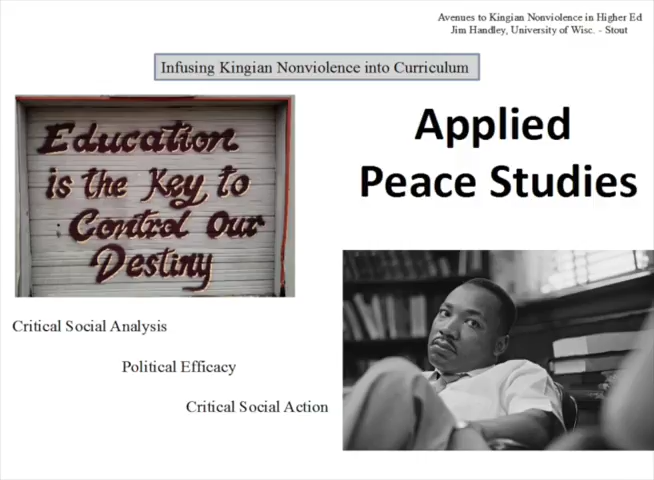 Avenues to Kingian Nonviolence in Higher Ed
Jim Handley, University of Wisc. - Stout
Infusing Kingian Nonviolence into Curriculum
Education
is the Key to
Control Our
Destiny
Applied
Peace Studies
Critical Social Analysis
Political Efficacy
Critical Social Action